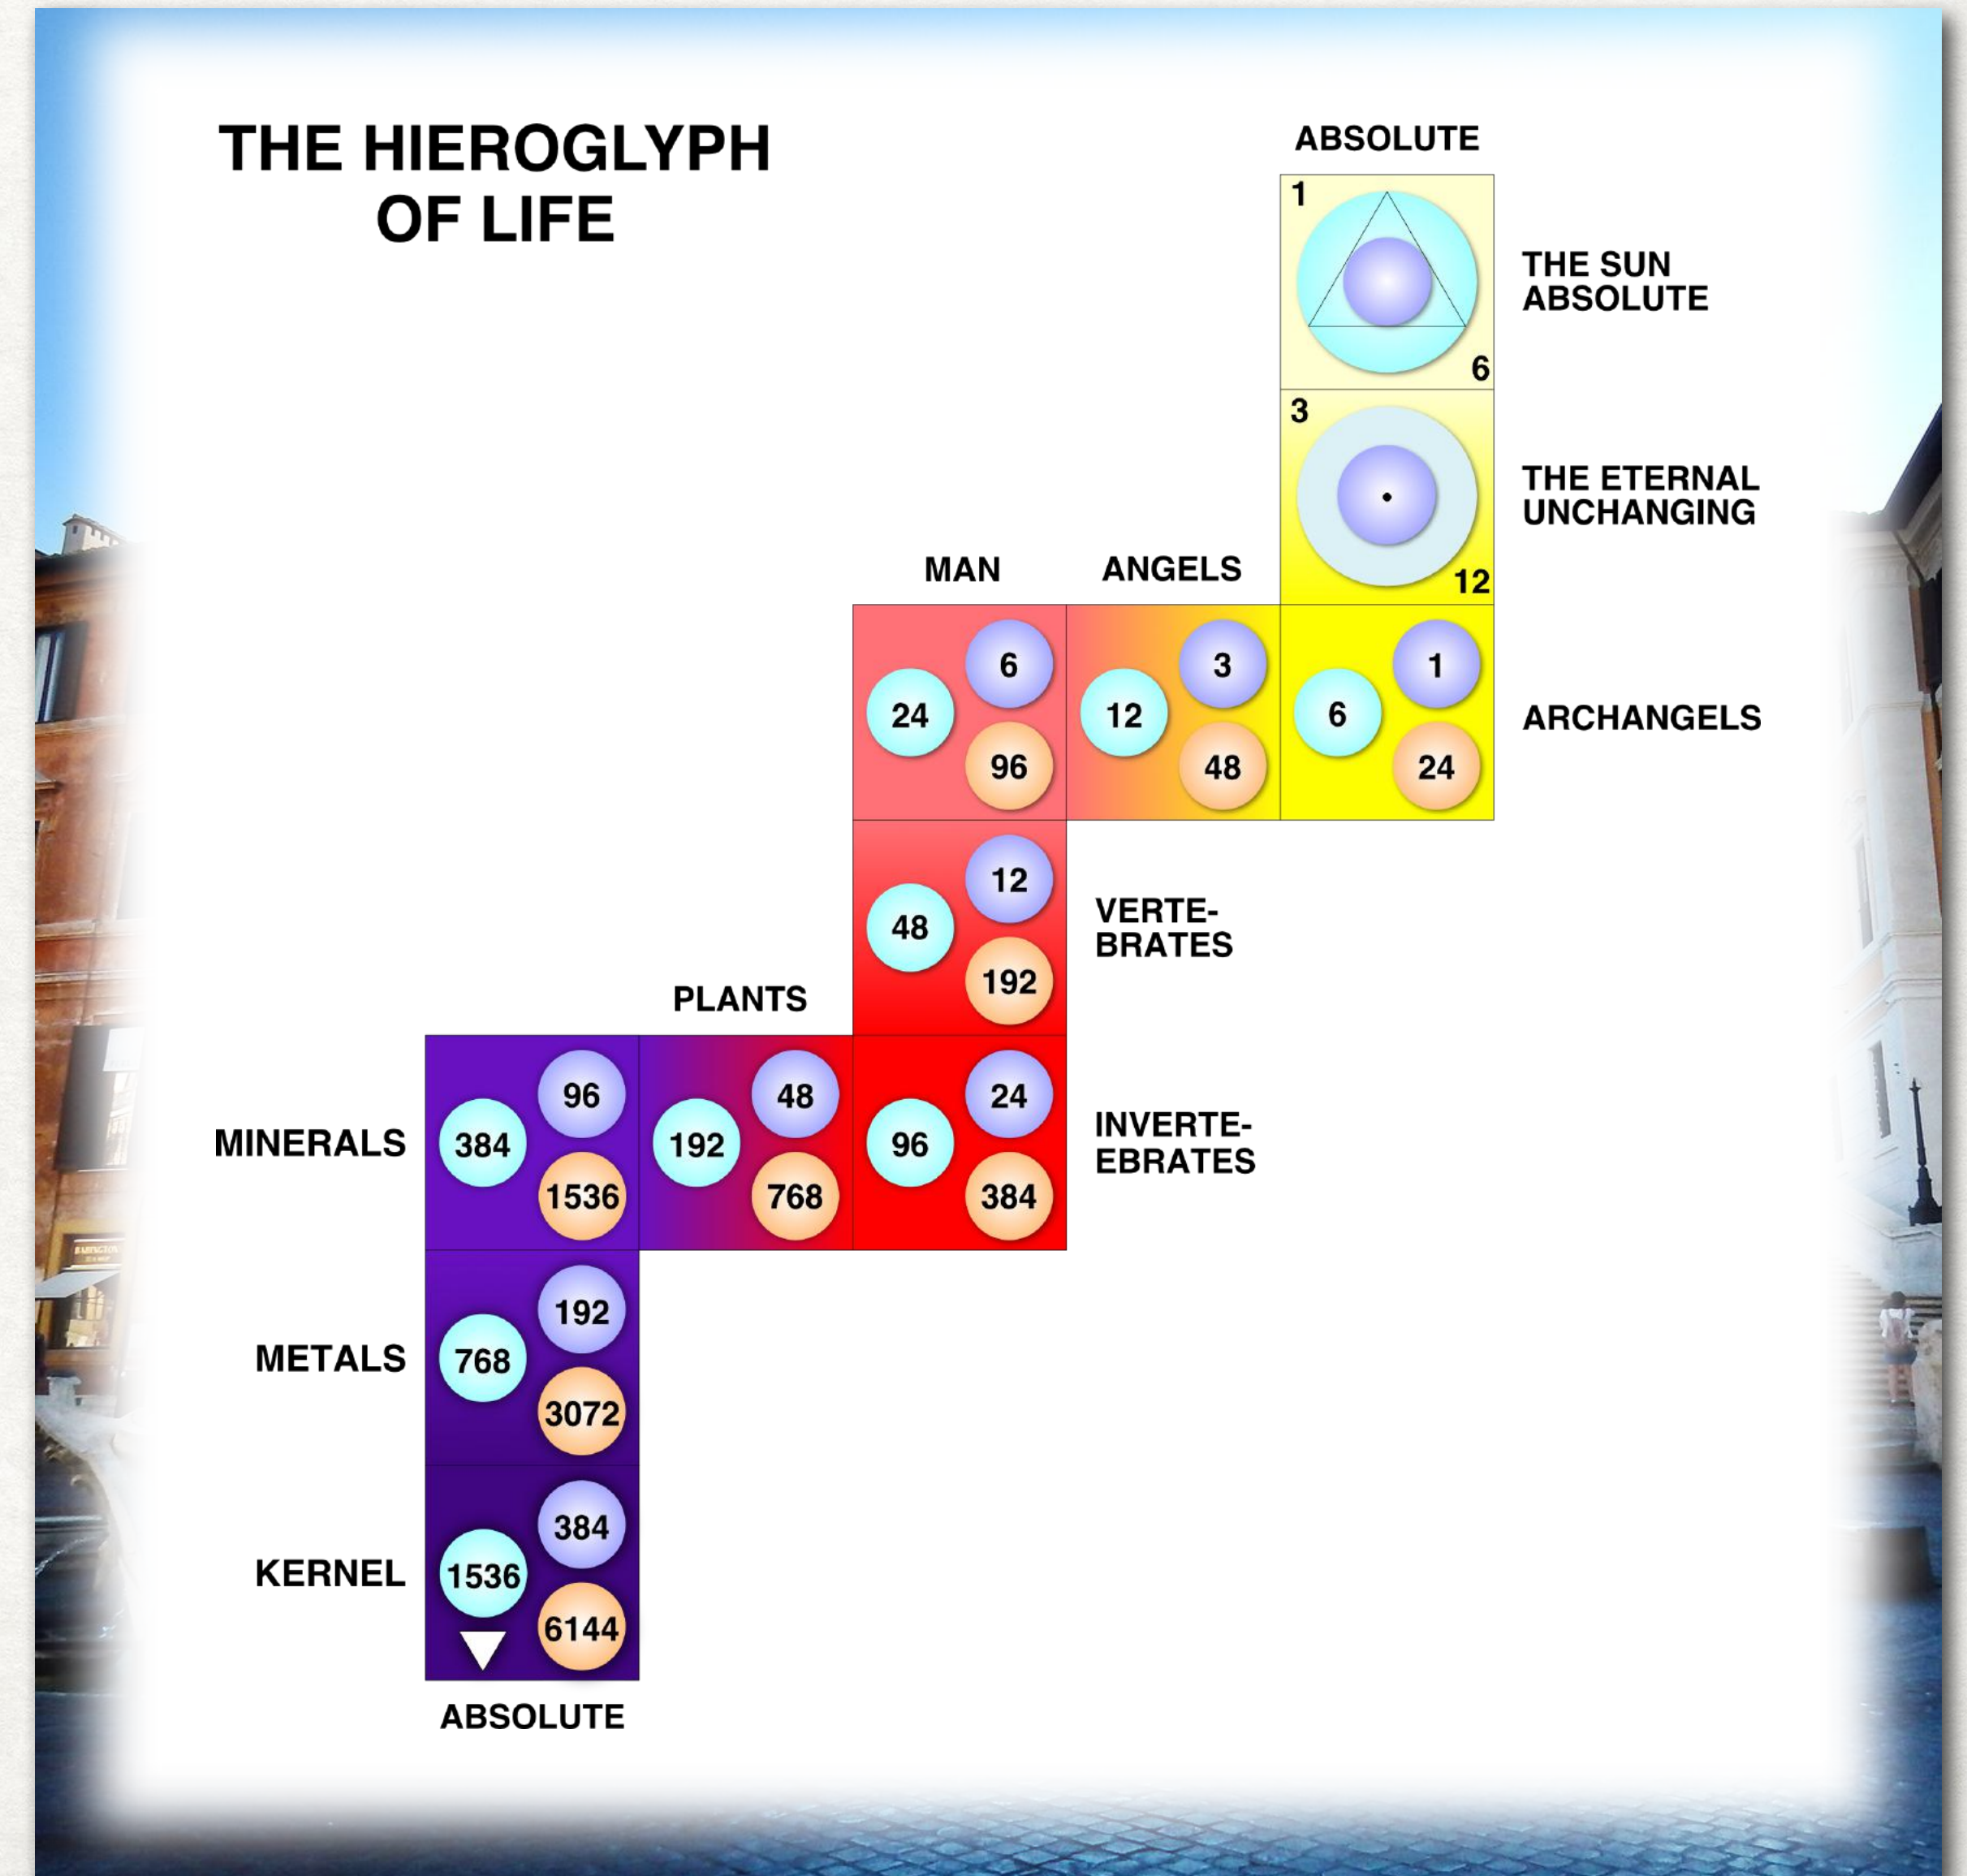 THE HIEROGLYPH
OF LIFE
ABSOLUTE
1
6
THE SUN
ABSOLUTE
3
12
THE ETERNAL
UNCHANGING
MAN
ANGELS
6
24
96
3
12
48
1
6
24
ARCHANGELS
12
48
192
VERTE-
BRATES
PLANTS
MINERALS
96
384
1536
48
192
768
24
96
384
INVERTE-
EBRATES
METALS
192
768
3072
KERNEL
384
1536
6144
ABSOLUTE